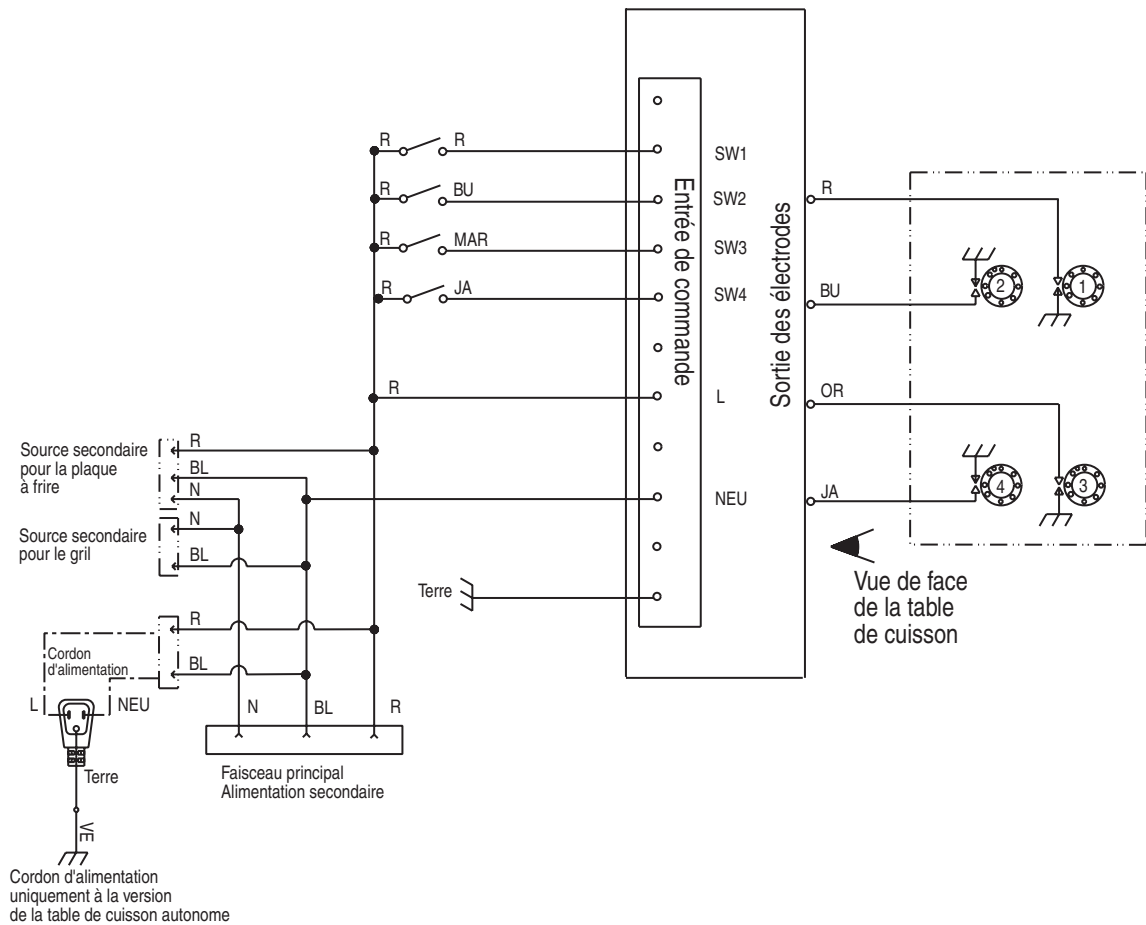 R
R
SW1
R
BU
SW2
R
MAR
SW3
R
JA
SW4
R
L
NEU
Entrée de commande
Sortie des électrodes
R
BU
OR
JA
2
1
4
3
Vue de face
de la table
de cuisson
Source secondaire
pour la plaque
à frire
R
BL
N
Source secondaire
pour le gril
N
BL
Terre
R
BL
Cordon
d'alimentation
L
NEU
Terre
VE
N
BL
R
Faisceau principal
Alimentation secondaire
Cordon d'alimentation
uniquement à la version
de la table de cuisson autonome